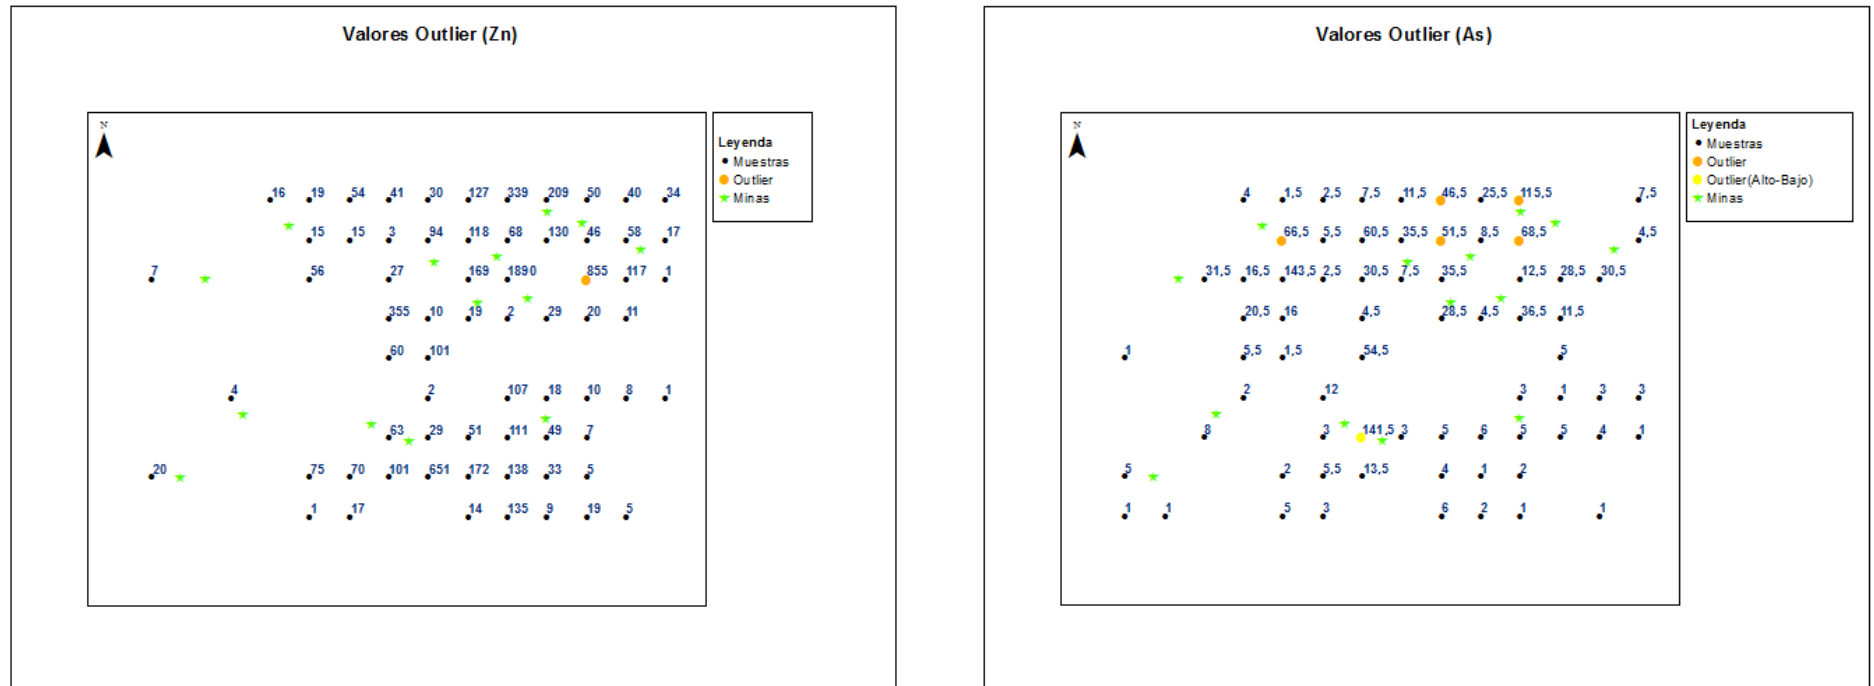 Valores Outlier (Zn)
N
Leyenda
Muestras
Outlier
Minas
16 19 54 41 30 127 339 209 50 40 34
15 15 3 94 118 68 130 46 58 17
7 56 27 169 1890 855 117 1
355 10 19 2 29 20 11
60 101
4 2 107 18 10 8 1
63 29 51 111 49 7
20 75 70 101 651 172 138 33 5
1 17 14 135 9 19 5
Valores Outlier (As)
N
Leyenda
Muestras
Outlier
Outlier(Alto-Bajo)
Minas
4 1,5 2,5 7,5 11,5 46,5 25,5 115,5 7,5
66,5 5,5 60,5 35,5 51,5 8,5 68,5 4,5
31,5 16,5 143,5 2,5 30,5 7,5 35,5 12,5 28,5 30,5
20,5 16 4,5 28,5 4,5 36,5 11,5
1 5,5 1,5 54,5 5
2 12 3 1 3 3
8 3 141,5 3 5 6 5 5 4 1
5 2 5,5 13,5 4 1 2
1 1 5 3 6 2 1 1